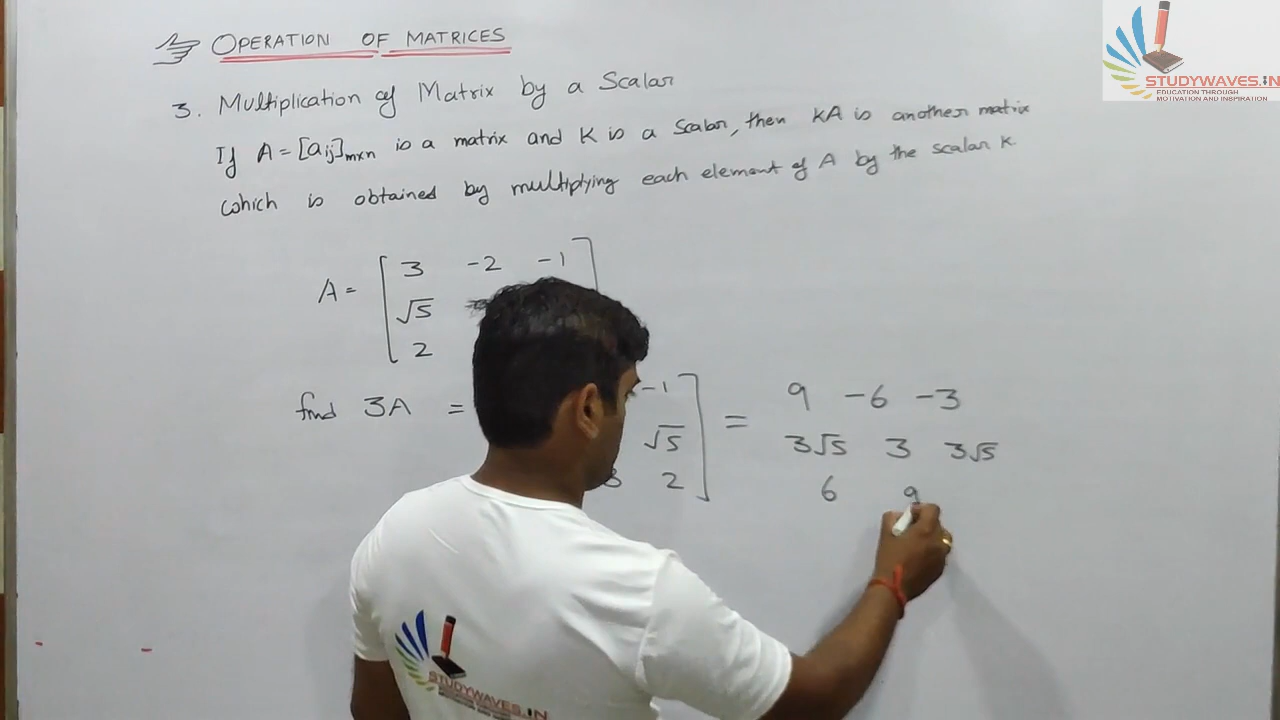 OPERATION OF MATRICES
STUDYWAVES.IN
EDUCATION THROUGH
MOTIVATION AND INSPIRATION
3. Multiplication of Matrix by a Scalar
If A = [aij]m×n is a matrix and K is a scalar, then KA is another matrix
which is obtained by multiplying each element of A by the scalar K.
A = [ 3 -2 -1 ]
√5
2
find 3A = -1 ] = 9 -6 -3
√5 3√5 3 3√5
3 2 6 9
STUDYWAVES.IN